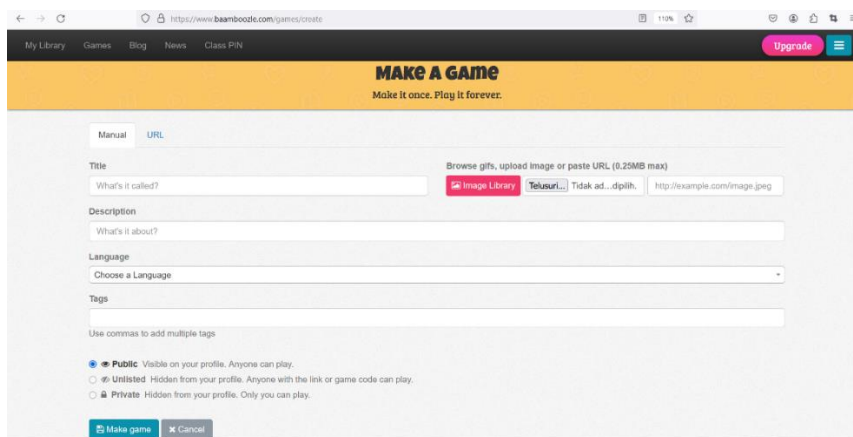 https://www.baamboozle.com/games/create
110%
My Library Games Blog News Class PIN
Upgrade
MAKE A GAME
Make it once. Play it forever.
Manual URL
Title
What's it called?
Browse gifs, upload image or paste URL (0.25MB max)
Image Library Telusuri... Tidak ad...dipilih. http://example.com/image.jpeg
Description
What's it about?
Language
Choose a Language
Tags
Use commas to add multiple tags
Public Visible on your profile. Anyone can play.
Unlisted Hidden from your profile. Anyone with the link or game code can play.
Private Hidden from your profile. Only you can play.
Make game Cancel